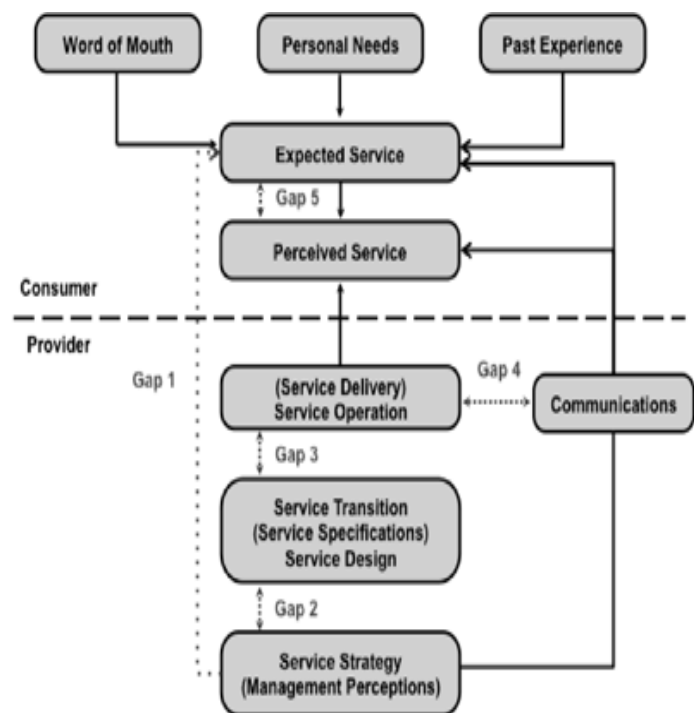 Word of Mouth
Personal Needs
Past Experience
Expected Service
Gap 5
Perceived Service
Consumer
Provider
Gap 1
(Service Delivery)
Service Operation
Gap 4
Communications
Gap 3
Service Transition
(Service Specifications)
Service Design
Gap 2
Service Strategy
(Management Perceptions)